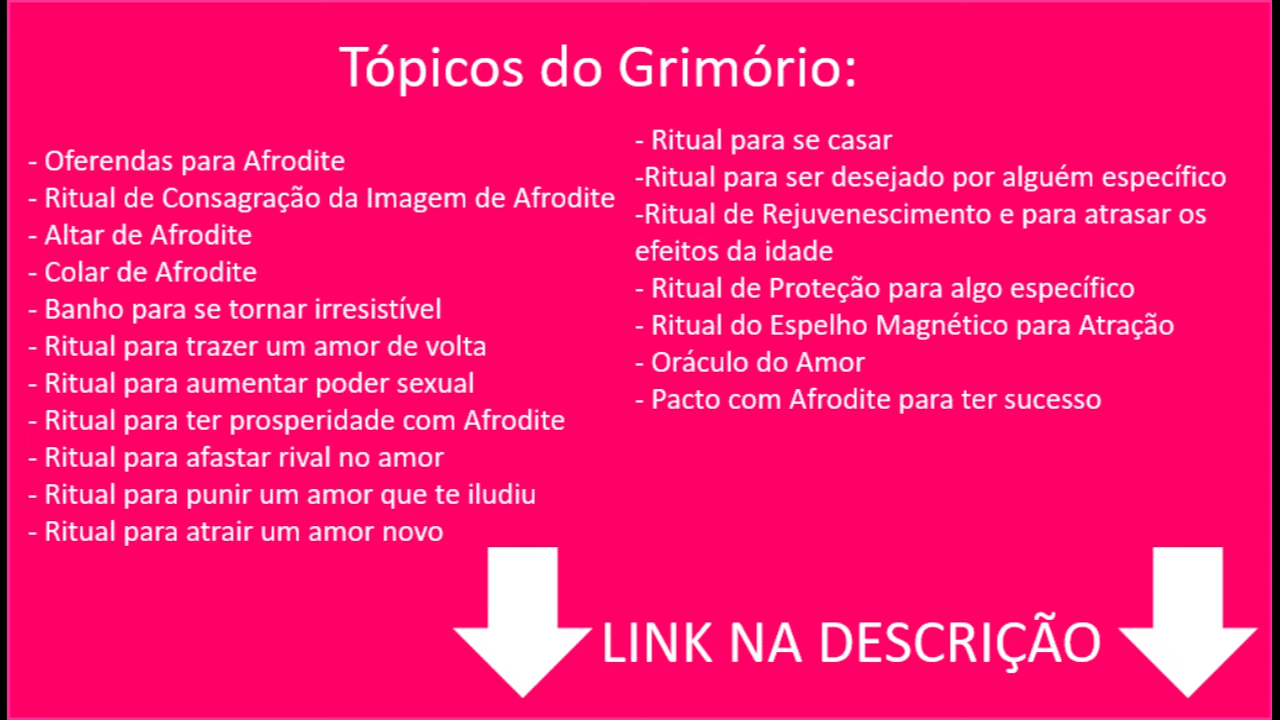 Tópicos do Grimório:
- Oferendas para Afrodite
- Ritual de Consagração da Imagem de Afrodite
- Altar de Afrodite
- Colar de Afrodite
- Banho para se tornar irresistível
- Ritual para trazer um amor de volta
- Ritual para aumentar poder sexual
- Ritual para ter prosperidade com Afrodite
- Ritual para afastar rival no amor
- Ritual para punir um amor que te iludiu
- Ritual para atrair um amor novo
- Ritual para se casar
-Ritual para ser desejado por alguém específico
-Ritual de Rejuvenescimento e para atrasar os
efeitos da idade
- Ritual de Proteção para algo específico
- Ritual do Espelho Magnético para Atração
- Oráculo do Amor
- Pacto com Afrodite para ter sucesso
LINK NA DESCRIÇÃO